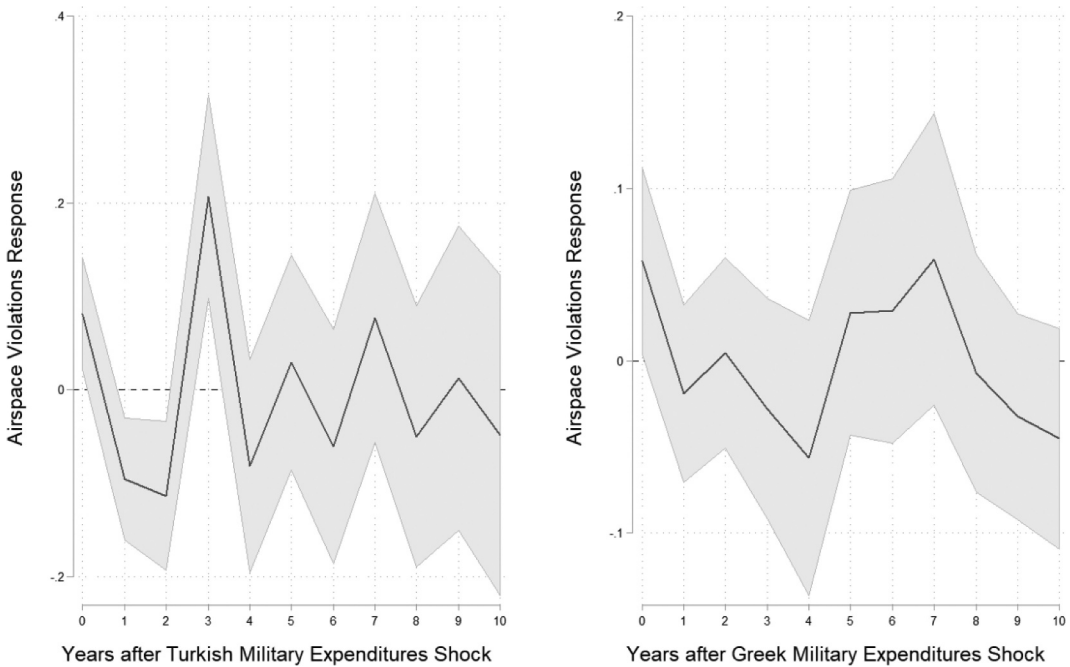 Airspace Violations Response
.4
.2
0
-.2
0 1 2 3 4 5 6 7 8 9 10
Years after Turkish Military Expenditures Shock
Airspace Violations Response
.2
.1
0
-.1
0 1 2 3 4 5 6 7 8 9 10
Years after Greek Military Expenditures Shock